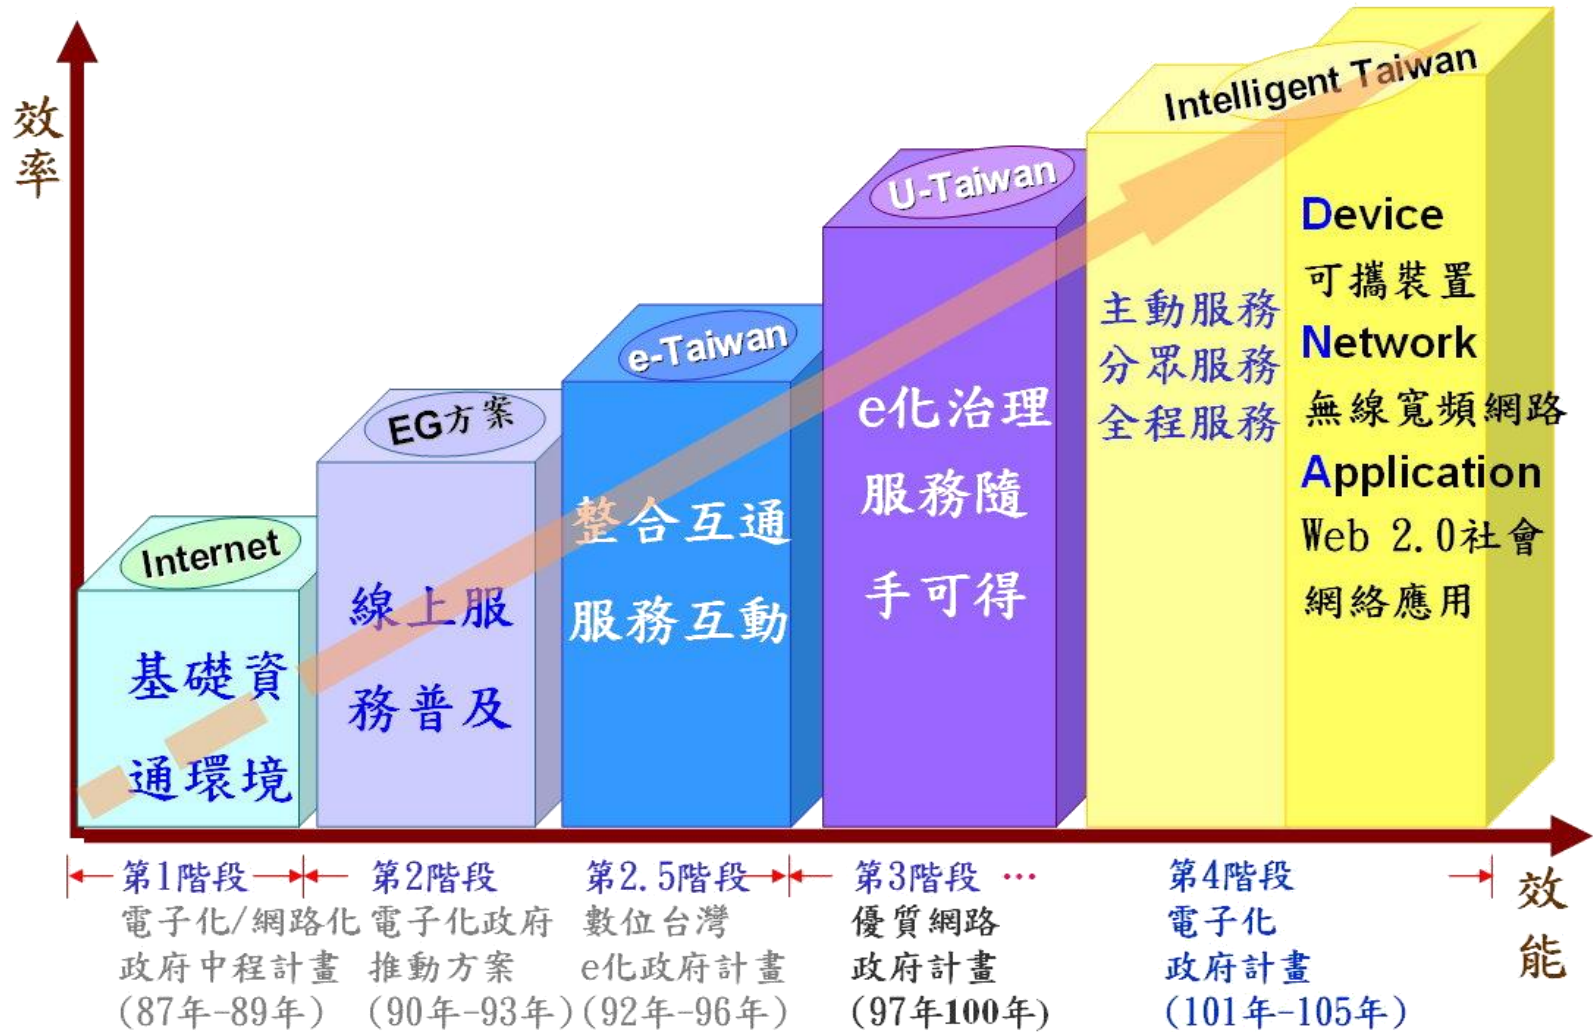 效率
Internet
基礎資
通環境
EG方案
線上服
務普及
e-Taiwan
整合互通
服務互動
U-Taiwan
e化治理
服務隨
手可得
Intelligent Taiwan
主動服務
分眾服務
全程服務
Device
可攜裝置
Network
無線寬頻網路
Application
Web 2.0社會
網絡應用
第1階段
電子化/網路化
政府中程計畫
(87年-89年)
第2階段
電子化政府
推動方案
(90年-93年)
第2.5階段
數位台灣
e化政府計畫
(92年-96年)
第3階段 …
優質網路
政府計畫
(97年100年)
第4階段
電子化
政府計畫
(101年-105年)
效能